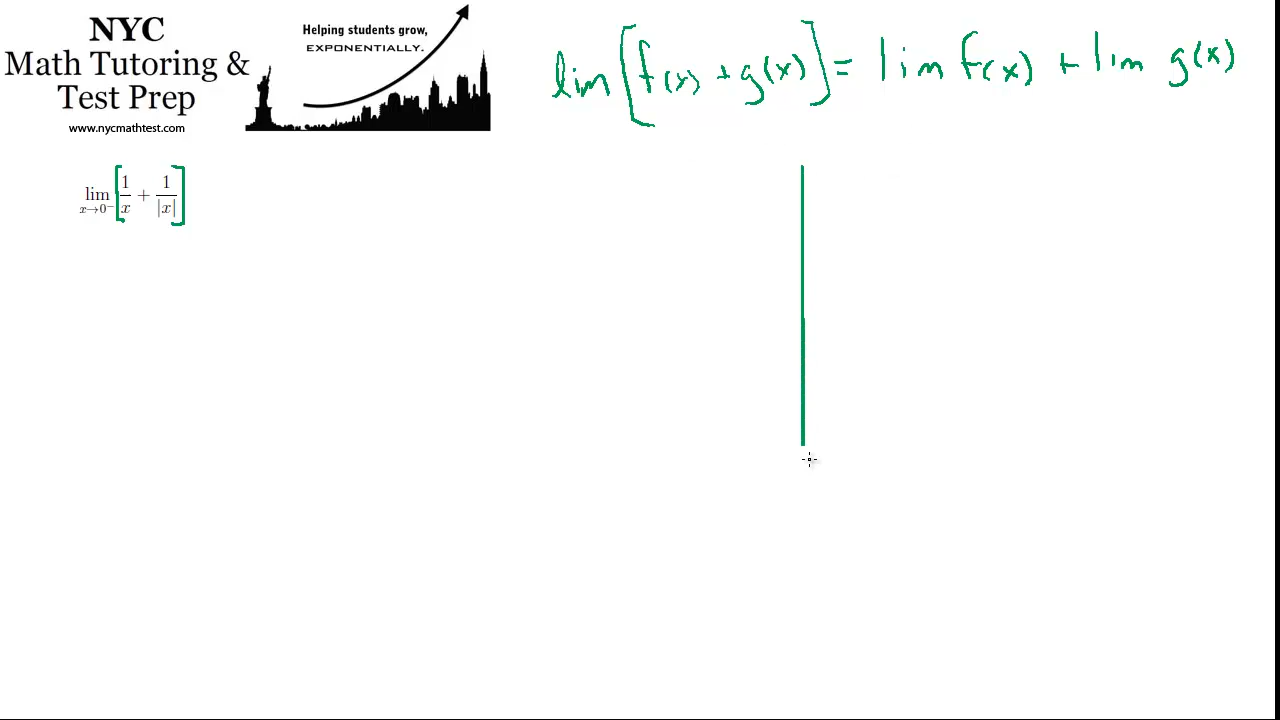 NYC
Math Tutoring &
Test Prep
www.nycmathtest.com
Helping students grow,
EXPONENTIALLY.
lim [f(x) + g(x)] = lim f(x) + lim g(x)
lim x→0⁻ [1/x + 1/|x|]